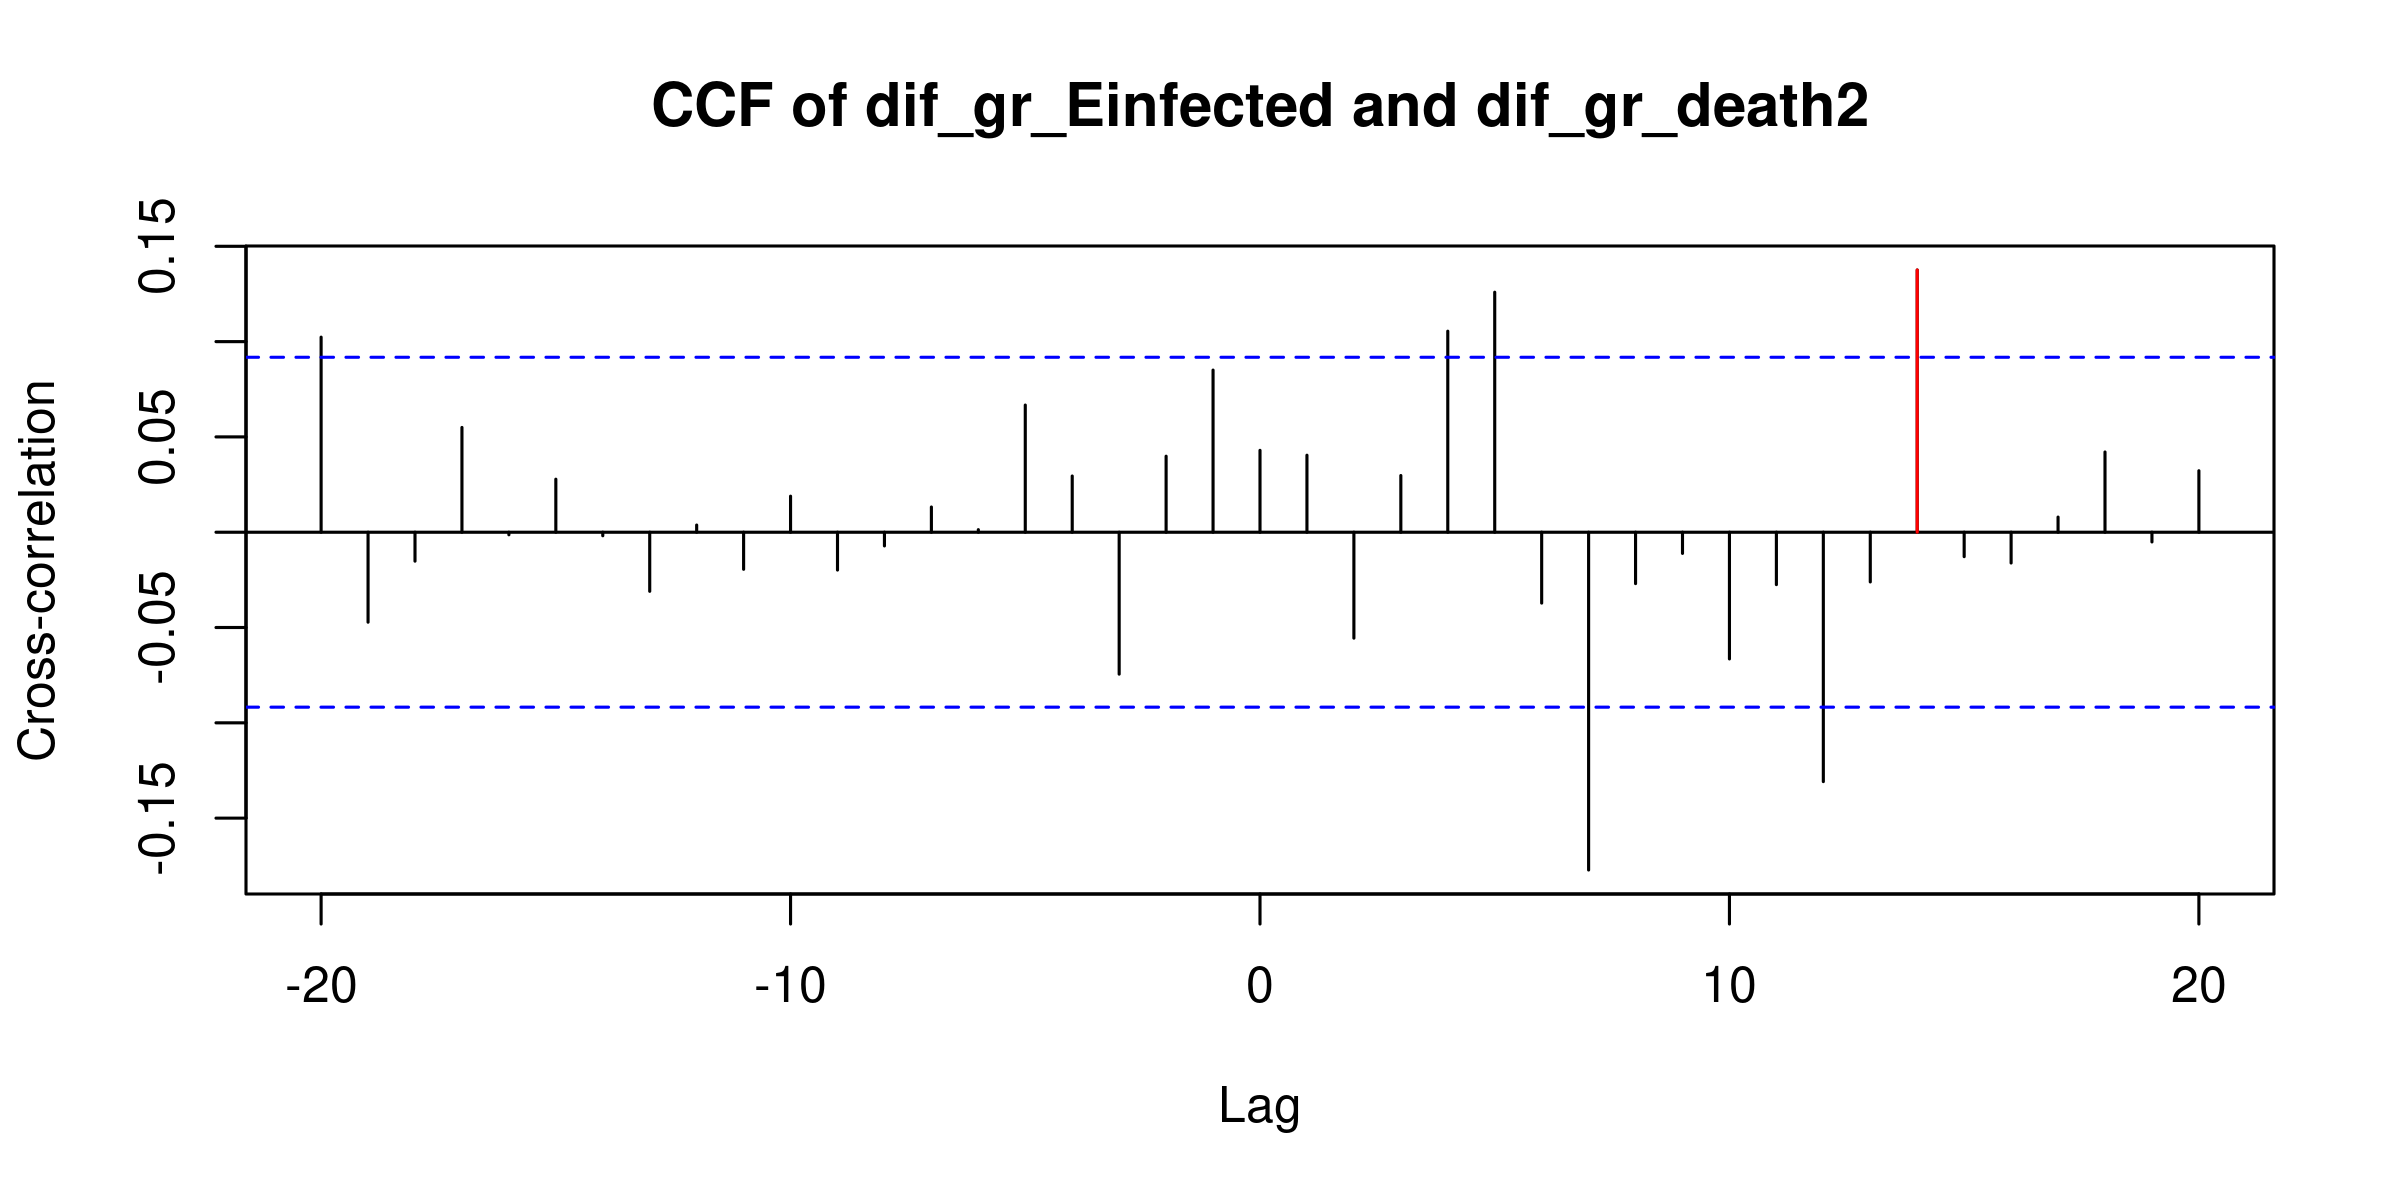 CCF of dif_gr_Einfected and dif_gr_death2
Cross-correlation
0.15
0.05
-0.05
-0.15
-20 -10 0 10 20
Lag